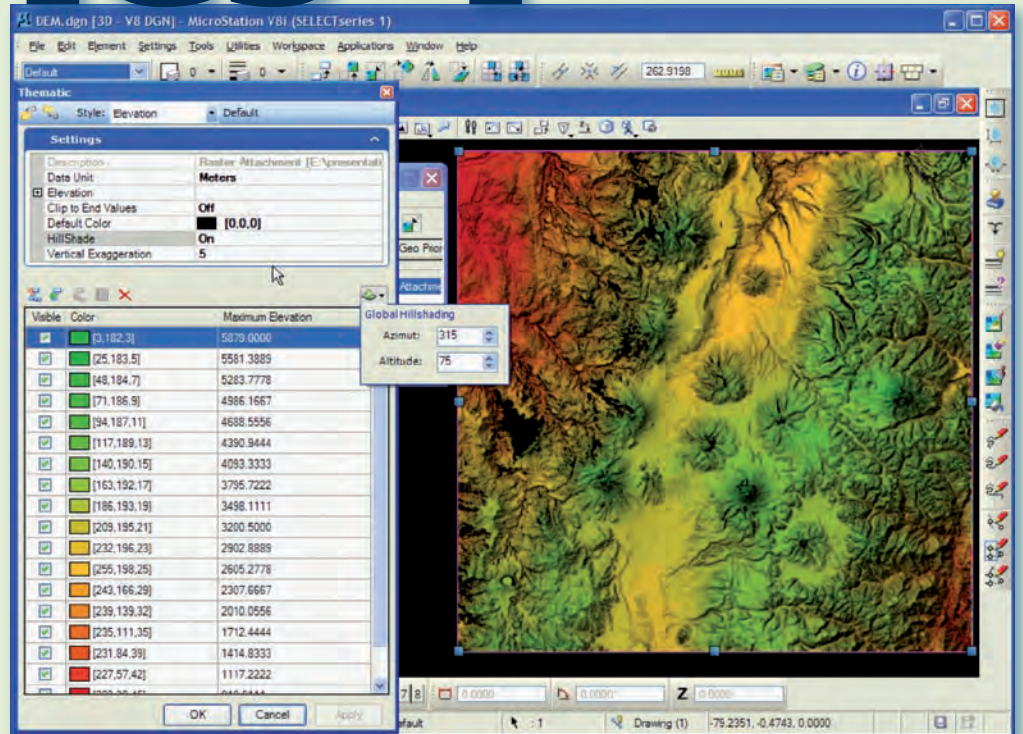 DEM.dgn [3D - V8 DGN] - MicroStation V8i (SELECTseries 1)
File Edit Element Settings Tools Utilities Workspace Applications Window Help
Default 0 0 262.9198
Thematic
Style: Elevation Default
Settings
Description Raster Attachment [E:\presentati
Data Unit Meters
Elevation
Clip to End Values Off
Default Color [0,0,0]
HillShade On
Vertical Exaggeration 5
Geo Prior
Attachme
Visible Color Maximum Elevation
Global Hillshading
Azimut: 315
Altitude: 75
[3,182,3] 5879.0000
[25,183,5] 5581.3889
[48,184,7] 5283.7778
[71,186,9] 4986.1667
[94,187,11] 4688.5556
[117,189,13] 4390.9444
[140,190,15] 4093.3333
[163,192,17] 3795.7222
[186,193,19] 3498.1111
[209,195,21] 3200.5000
[232,196,23] 2902.8889
[255,198,25] 2605.2778
[243,166,29] 2307.6667
[239,139,32] 2010.0556
[235,111,35] 1712.4444
[231,84,39] 1414.8333
[227,57,42] 1117.2222
7 8 0.0000 0.0000 Z 0.0000
OK Cancel Apply
efault : 1 Drawing (1) -79.2351, -0.4743, 0.0000